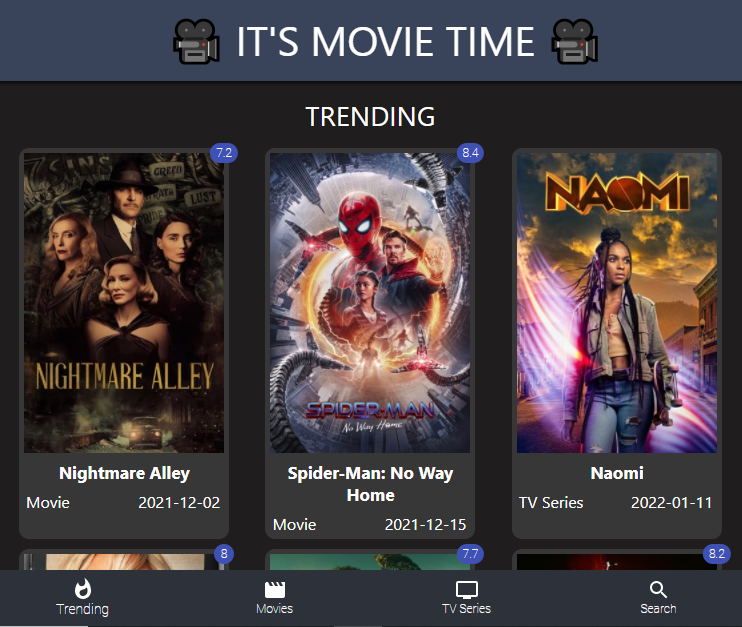 IT'S MOVIE TIME
TRENDING
7.2
8.4
GREED
LUST
NAOMI
NIGHTMARE ALLEY
SPIDER-MAN
No Way Home
Nightmare Alley
Movie 2021-12-02
Spider-Man: No Way
Home
Movie 2021-12-15
Naomi
TV Series 2022-01-11
8
7.7
8.2
Trending
Movies
TV Series
Search